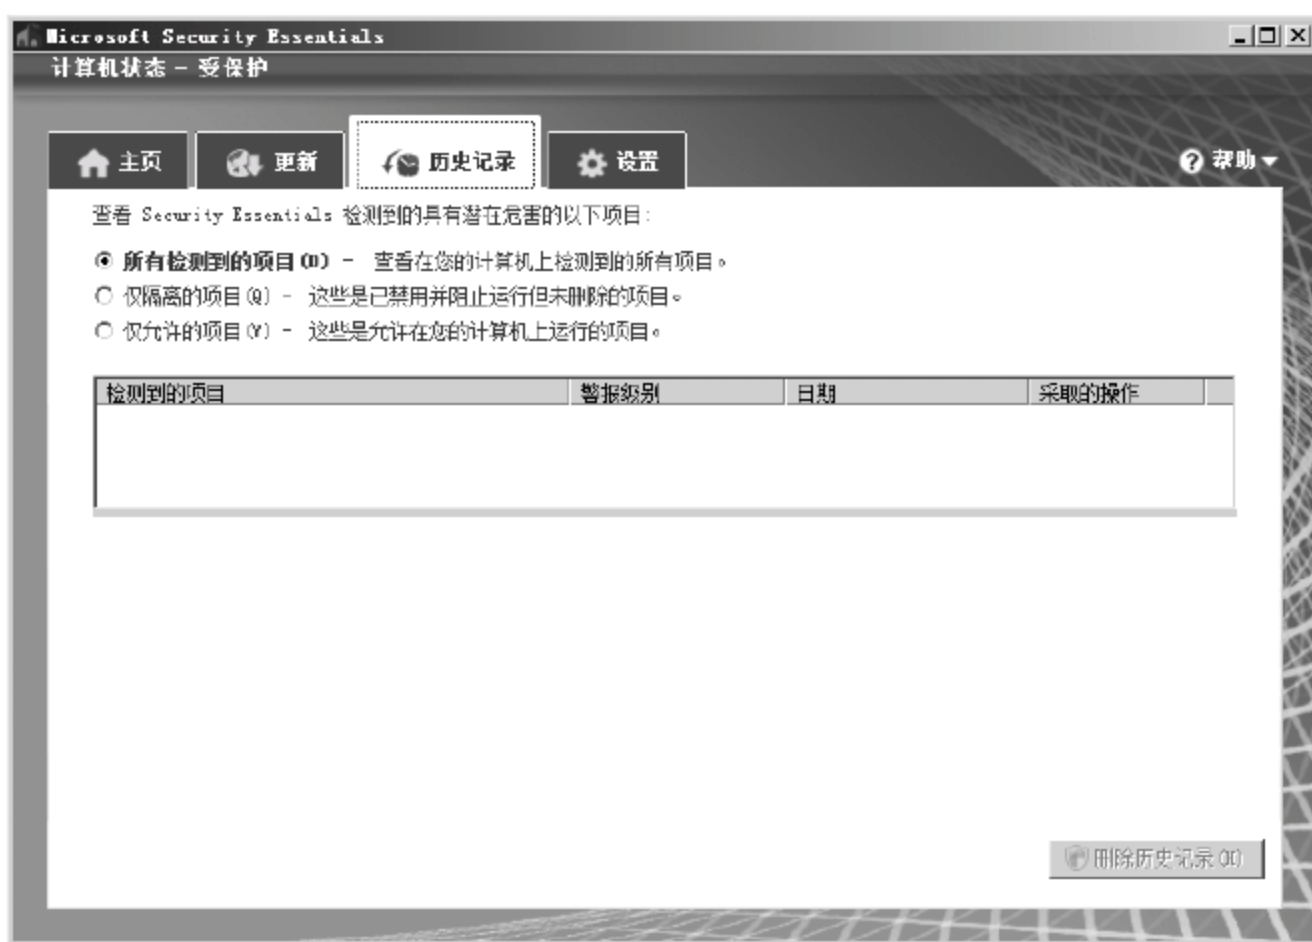 Microsoft Security Essentials
计算机状态 - 受保护
主页 更新 历史记录 设置 帮助
查看 Security Essentials 检测到的具有潜在危害的以下项目:
所有检测到的项目(D) - 查看在您的计算机上检测到的所有项目。
仅隔离的项目(Q) - 这些是已禁用并阻止运行但未删除的项目。
仅允许的项目(Y) - 这些是允许在您的计算机上运行的项目。
检测到的项目 警报级别 日期 采取的操作
删除历史记录